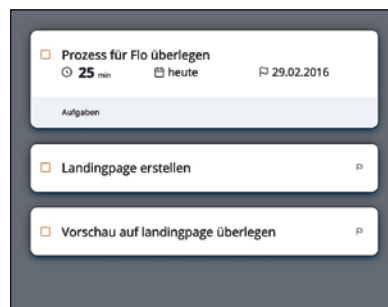 Prozess für Flo überlegen
25 min heute 29.02.2016
Aufgaben
Landingpage erstellen
Vorschau auf landingpage überlegen